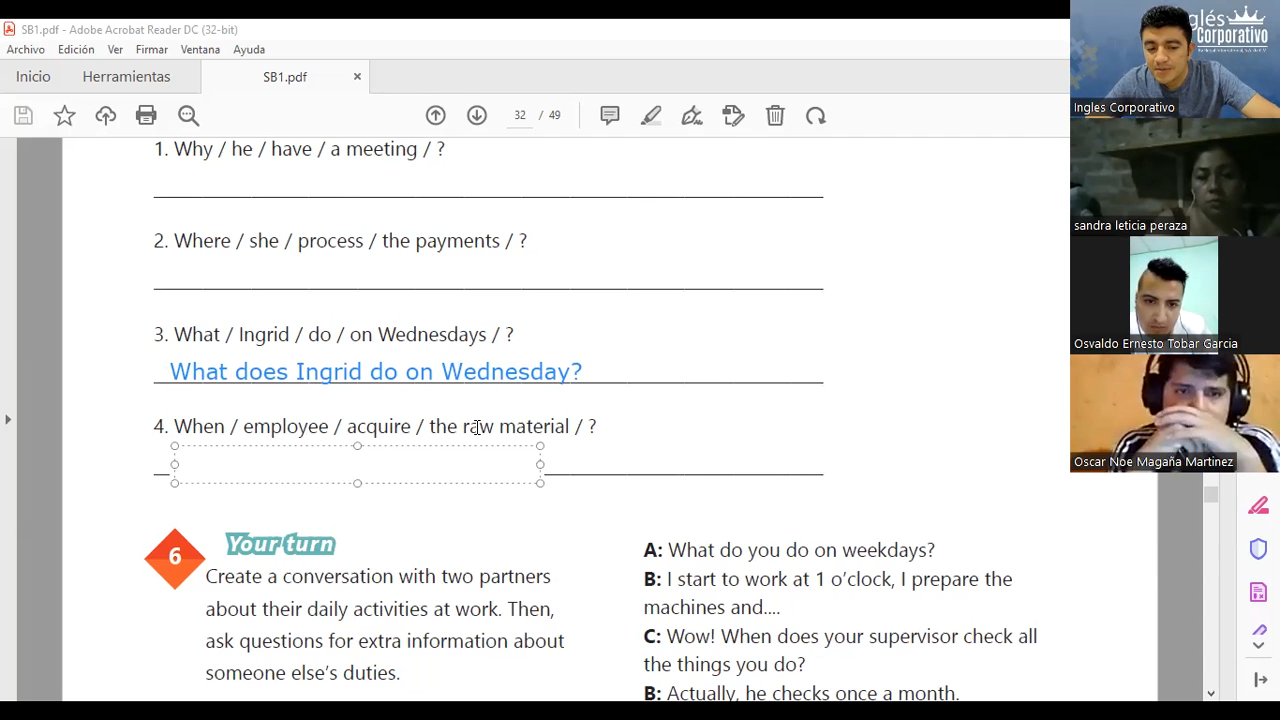 SB1.pdf - Adobe Acrobat Reader DC (32-bit)
Archivo Edición Ver Firmar Ventana Ayuda
Inicio Herramientas SB1.pdf ×
32 / 49
1. Why / he / have / a meeting / ?
2. Where / she / process / the payments / ?
3. What / Ingrid / do / on Wednesdays / ?
What does Ingrid do on Wednesday?
4. When / employee / acquire / the raw material / ?
6 Your turn
Create a conversation with two partners
about their daily activities at work. Then,
ask questions for extra information about
someone else’s duties.
A: What do you do on weekdays?
B: I start to work at 1 o’clock, I prepare the
machines and....
C: Wow! When does your supervisor check all
the things you do?
B: Actually, he checks once a month.
glés
Corporativo
Ingles Corporativo
sandra leticia peraza
Osvaldo Ernesto Tobar Garcia
Oscar Noe Magaña Martinez